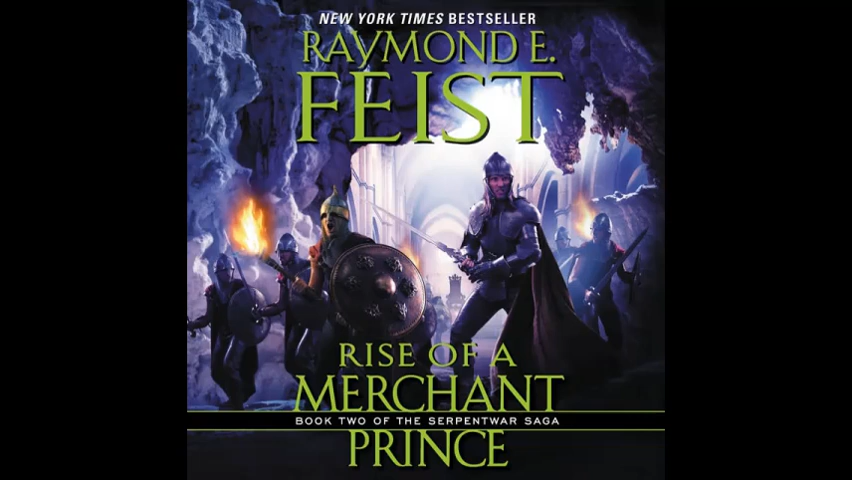 NEW YORK TIMES BESTSELLER
RAYMOND E.
FEIST
RISE OF A
MERCHANT
BOOK TWO OF THE SERPENTWAR SAGA
PRINCE